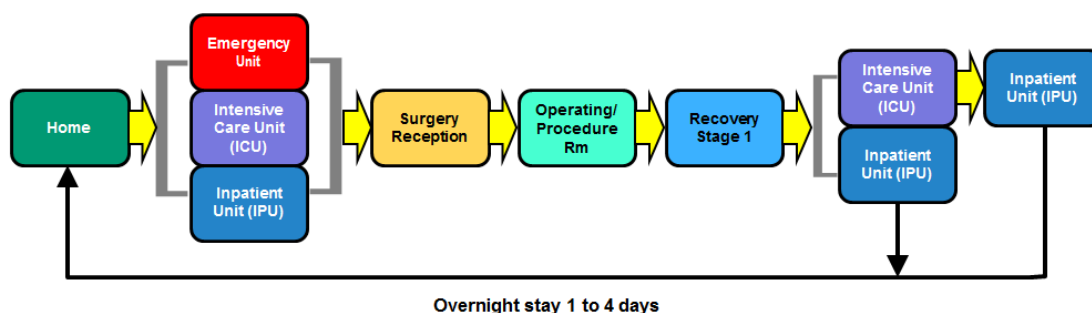 Home
Emergency
Unit
Intensive
Care Unit
(ICU)
Inpatient
Unit (IPU)
Surgery
Reception
Operating/
Procedure
Rm
Recovery
Stage 1
Intensive
Care Unit
(ICU)
Inpatient
Unit (IPU)
Inpatient
Unit (IPU)
Overnight stay 1 to 4 days